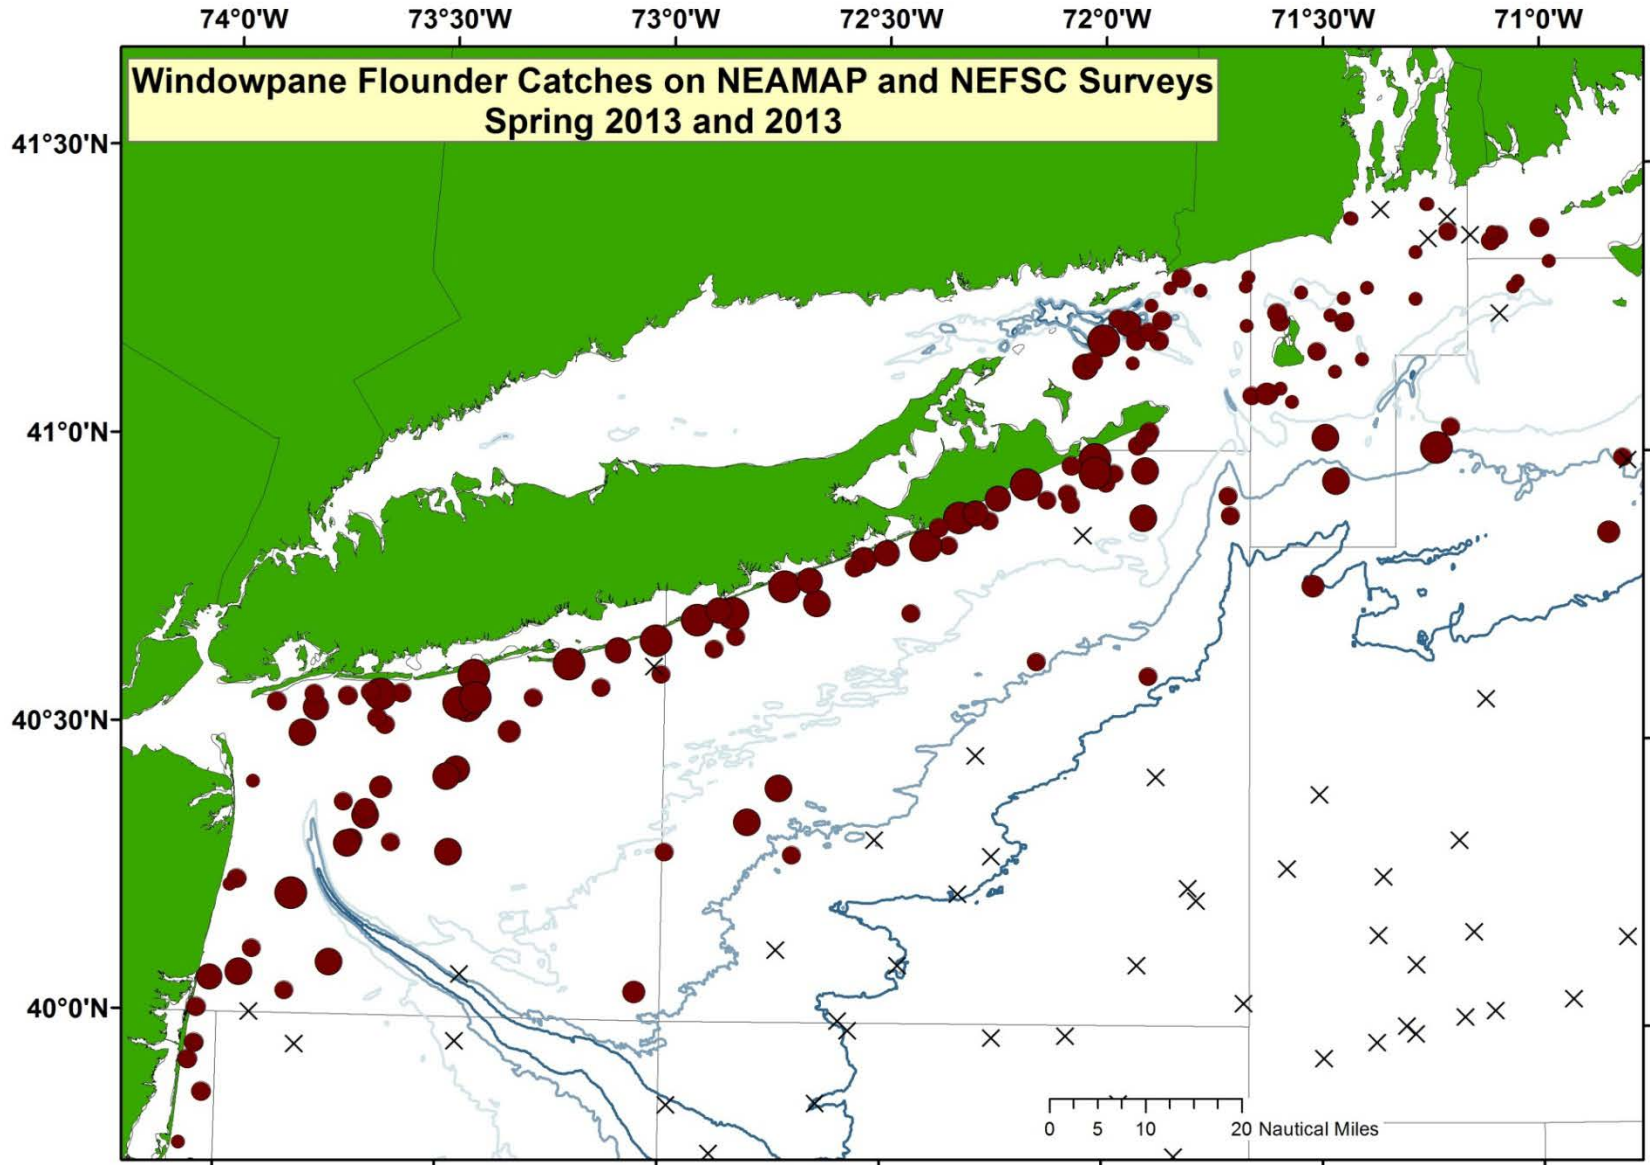 74°0'W 73°30'W 73°0'W 72°30'W 72°0'W 71°30'W 71°0'W
Windowpane Flounder Catches on NEAMAP and NEFSC Surveys
Spring 2013 and 2013
41°30'N
41°0'N
40°30'N
40°0'N
0 5 10 20 Nautical Miles